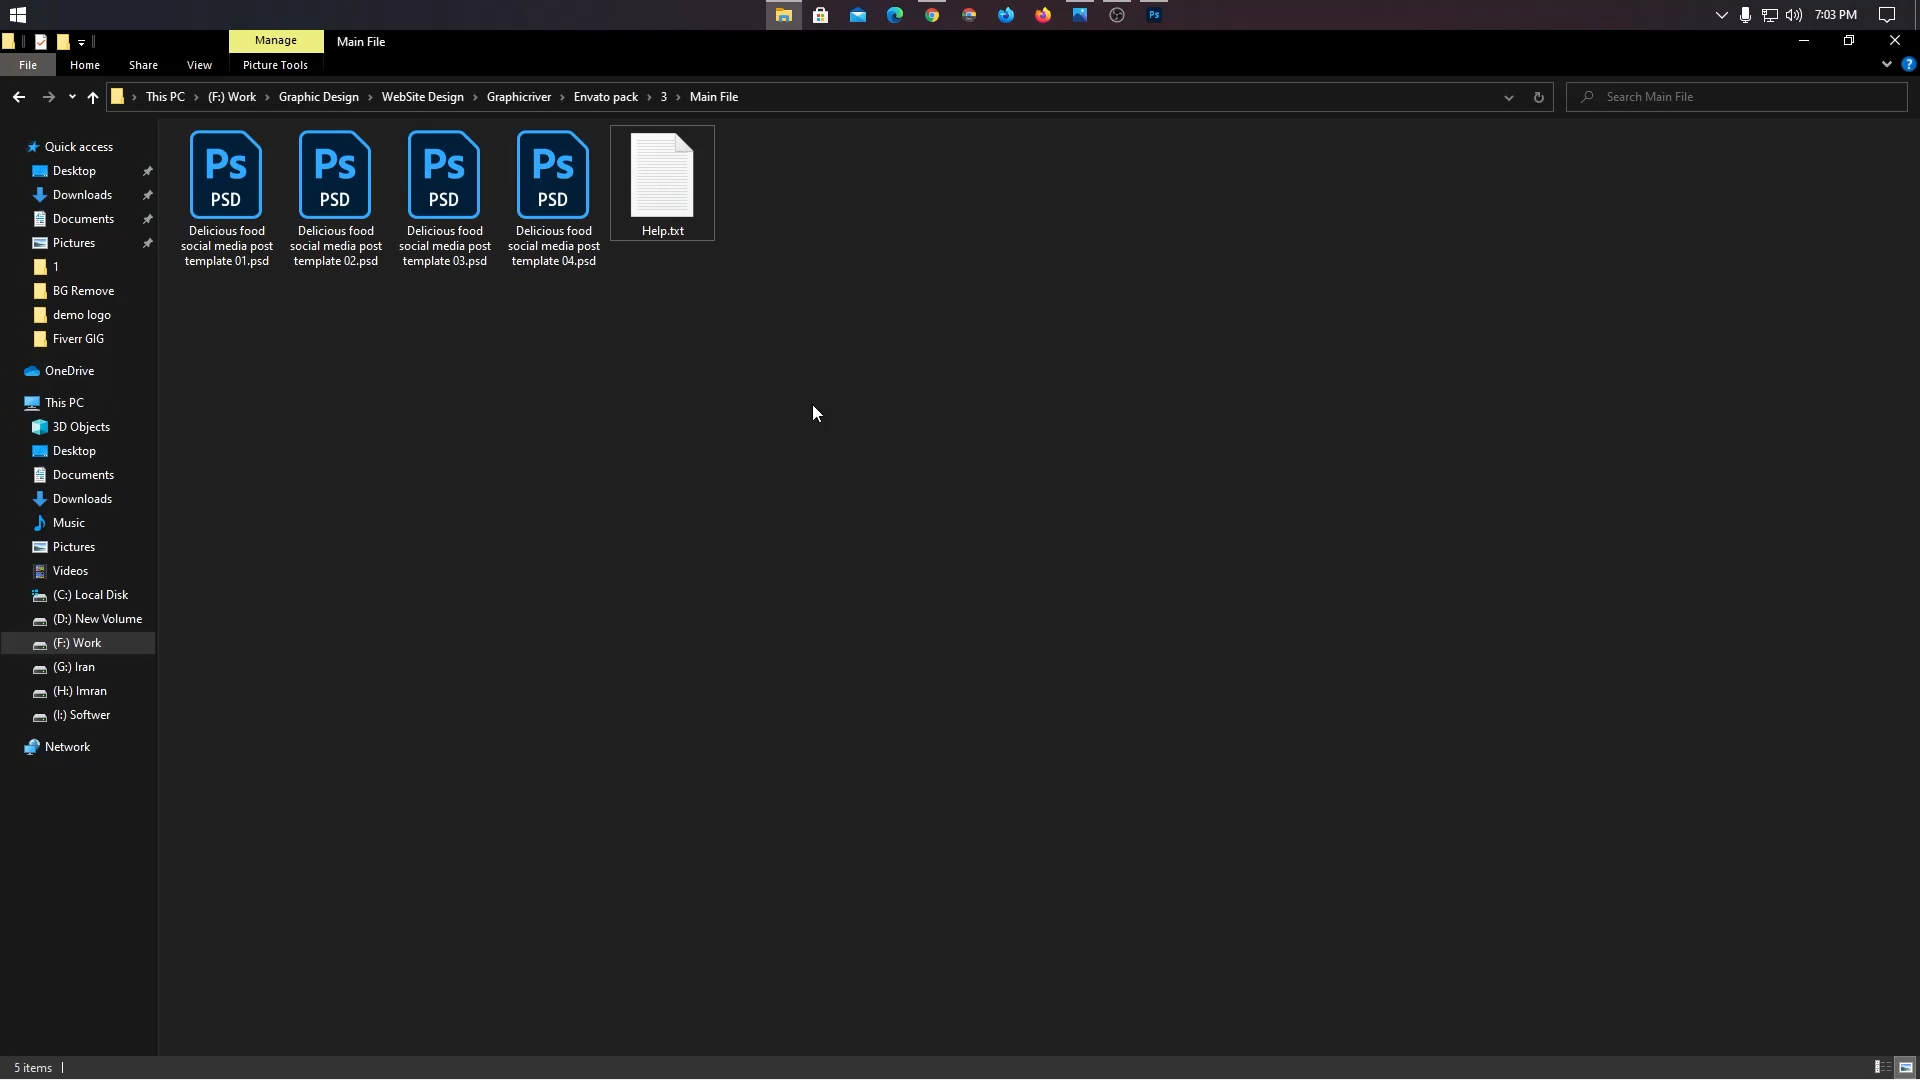 Ps
7:03 PM
Manage
Main File
File
Home
Share
View
Picture Tools
?
This PC
(F:) Work
Graphic Design
WebSite Design
Graphicriver
Envato pack
3
Main File
Search Main File
Quick access
Desktop
Downloads
Documents
Pictures
1
BG Remove
demo logo
Fiverr GIG
OneDrive
This PC
3D Objects
Desktop
Documents
Downloads
Music
Pictures
Videos
(C:) Local Disk
(D:) New Volume
(F:) Work
(G:) Iran
(H:) Imran
(I:) Softwer
Network
Ps
PSD
Delicious food
social media post
template 01.psd
Ps
PSD
Delicious food
social media post
template 02.psd
Ps
PSD
Delicious food
social media post
template 03.psd
Ps
PSD
Delicious food
social media post
template 04.psd
Help.txt
5 items